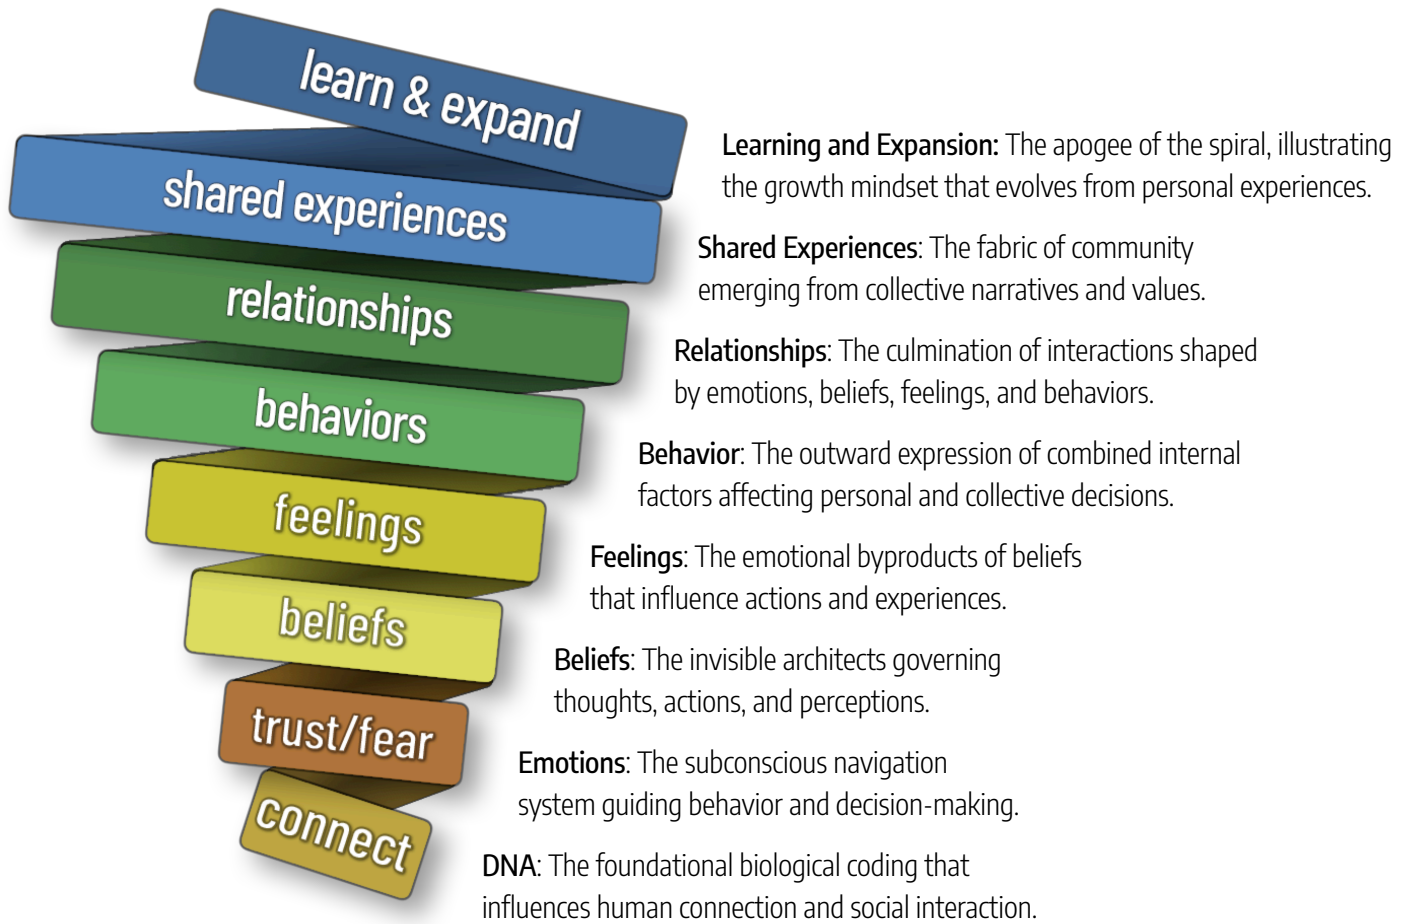 learn & expand
Learning and Expansion: The apogee of the spiral, illustrating
the growth mindset that evolves from personal experiences.
shared experiences
Shared Experiences: The fabric of community
emerging from collective narratives and values.
relationships
Relationships: The culmination of interactions shaped
by emotions, beliefs, feelings, and behaviors.
behaviors
Behavior: The outward expression of combined internal
factors affecting personal and collective decisions.
feelings
Feelings: The emotional byproducts of beliefs
that influence actions and experiences.
beliefs
Beliefs: The invisible architects governing
thoughts, actions, and perceptions.
trust/fear
Emotions: The subconscious navigation
system guiding behavior and decision-making.
connect
DNA: The foundational biological coding that
influences human connection and social interaction.